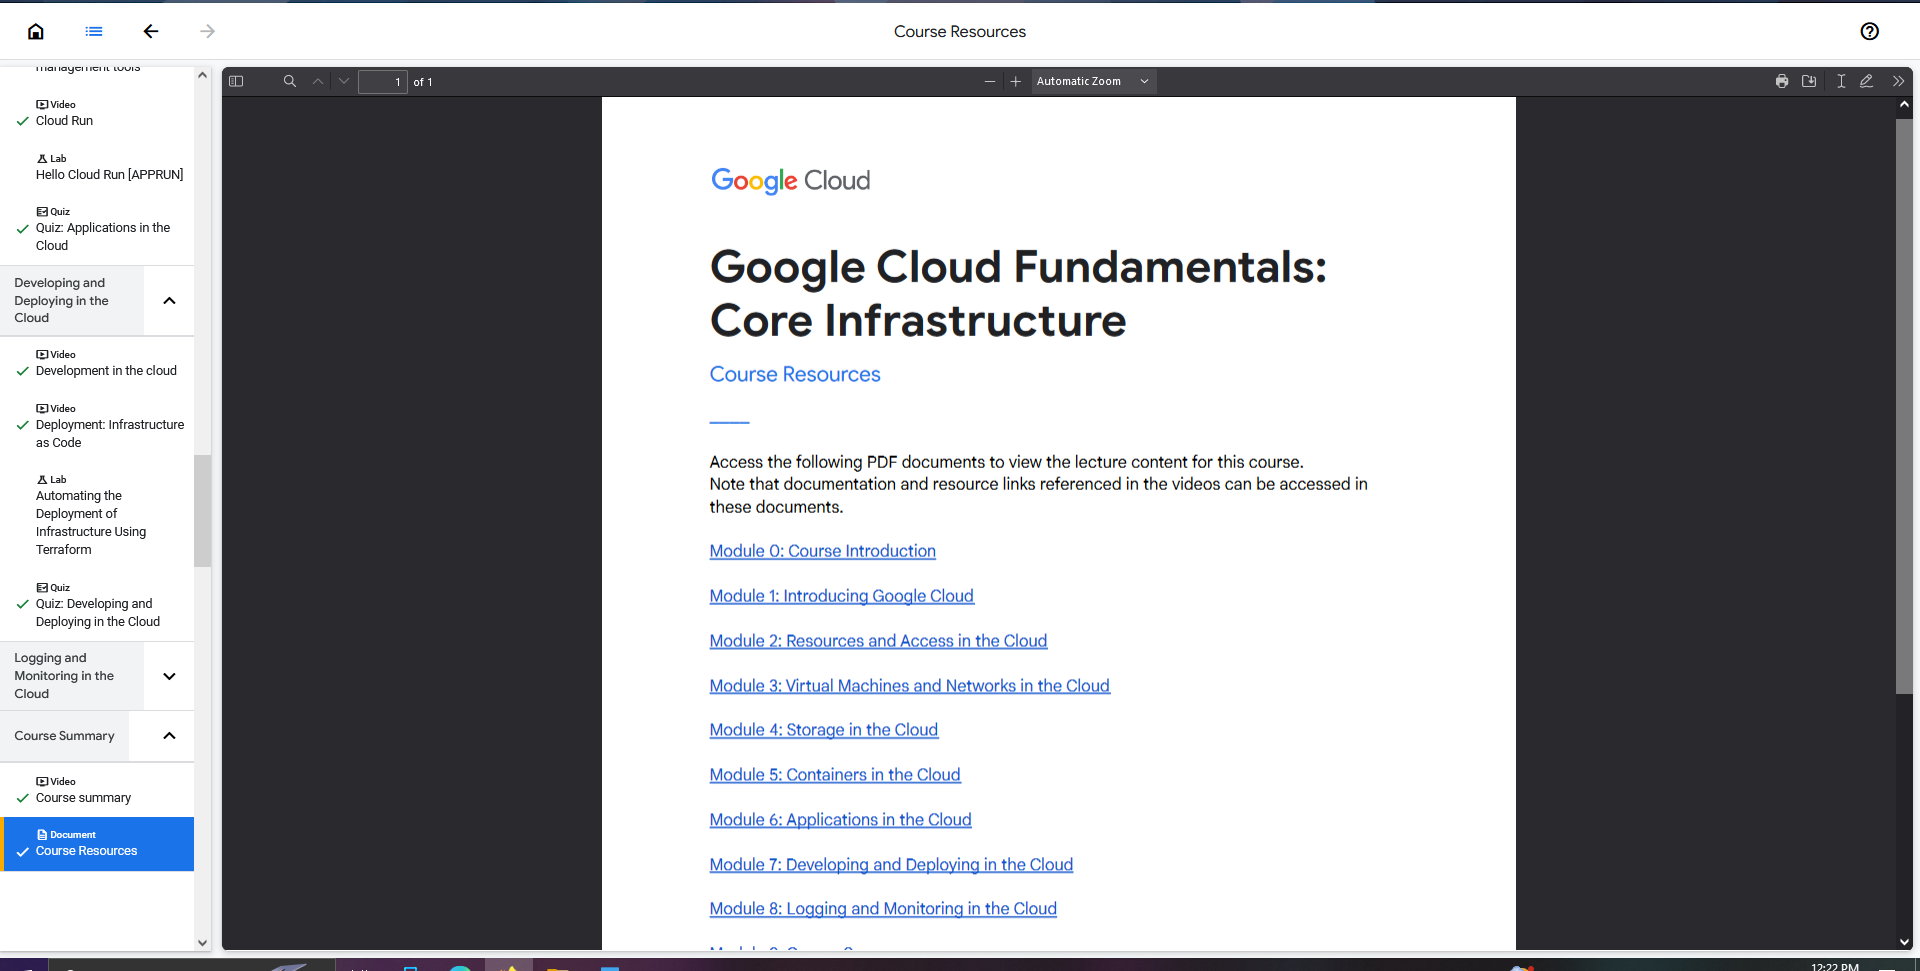 Course Resources
management tools
Video
Cloud Run
Lab
Hello Cloud Run [APPRUN]
Quiz
Quiz: Applications in the
Cloud
Developing and
Deploying in the
Cloud
Video
Development in the cloud
Video
Deployment: Infrastructure
as Code
Lab
Automating the
Deployment of
Infrastructure Using
Terraform
Quiz
Quiz: Developing and
Deploying in the Cloud
Logging and
Monitoring in the
Cloud
Course Summary
Video
Course summary
Document
Course Resources
1 of 1
Automatic Zoom
Google Cloud
Google Cloud Fundamentals:
Core Infrastructure
Course Resources
Access the following PDF documents to view the lecture content for this course.
Note that documentation and resource links referenced in the videos can be accessed in
these documents.
Module 0: Course Introduction
Module 1: Introducing Google Cloud
Module 2: Resources and Access in the Cloud
Module 3: Virtual Machines and Networks in the Cloud
Module 4: Storage in the Cloud
Module 5: Containers in the Cloud
Module 6: Applications in the Cloud
Module 7: Developing and Deploying in the Cloud
Module 8: Logging and Monitoring in the Cloud
12:22 PM